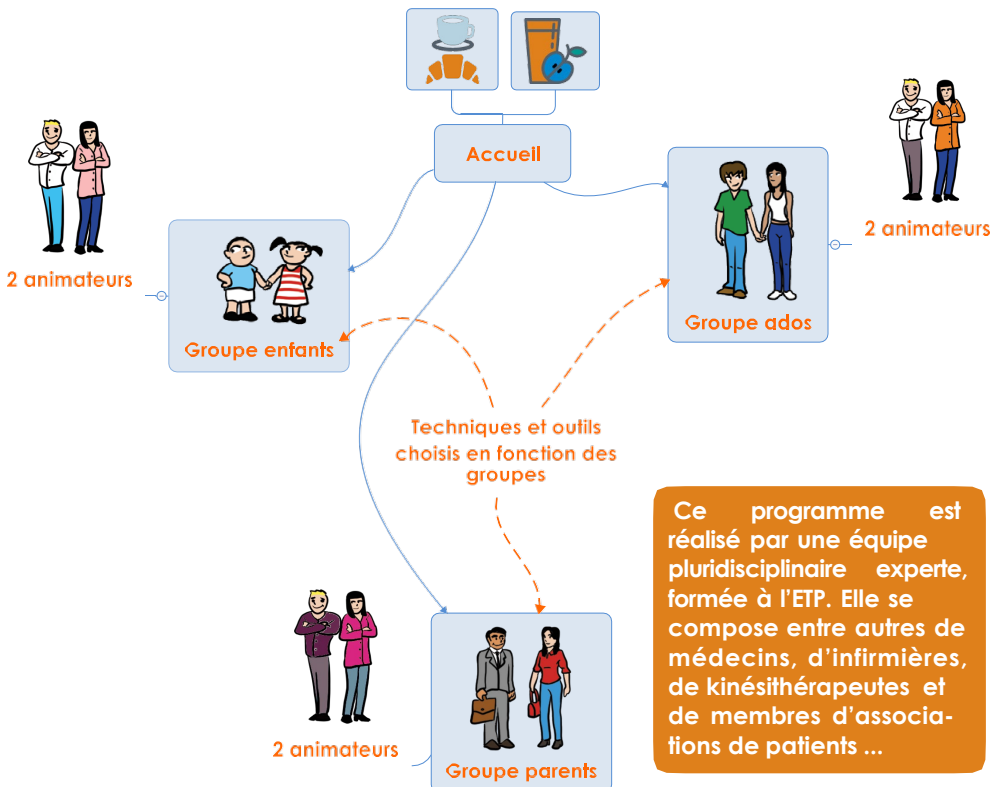 Accueil
2 animateurs
2 animateurs
Groupe enfants
Groupe ados
Techniques et outils
choisis en fonction des
groupes
Ce programme est
réalisé par une équipe
pluridisciplinaire experte,
formée à l'ETP. Elle se
compose entre autres de
médecins, d'infirmières,
de kinésithérapeutes et
de membres d'associa-
tions de patients ...
2 animateurs
Groupe parents